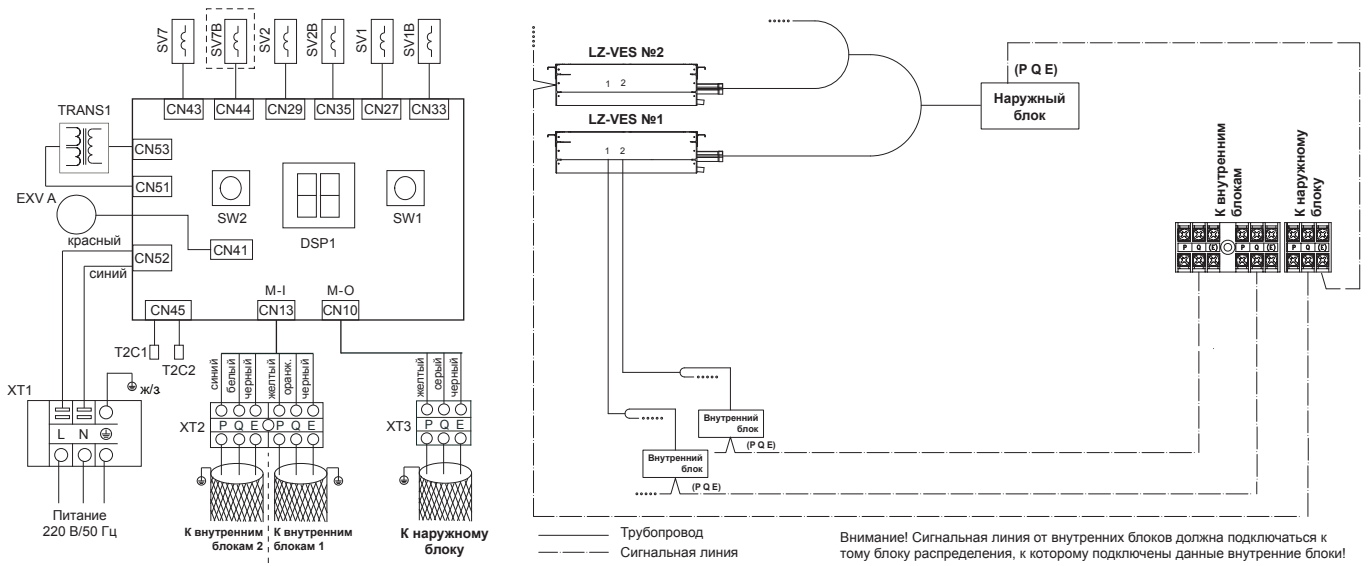 SV7
SV7B
SV2
SV2B
SV1
SV1B
CN43
CN44
CN29
CN35
CN27
CN33
TRANS1
CN53
CN51
EXV A
SW2
DSP1
SW1
красный
CN52
CN41
синий
CN45
M-I
CN13
M-O
CN10
T2C1
T2C2
XT1
ж/з
L N
Питание
220 В/50 Гц
синий
белый
черный
желтый
оранж.
черный
XT2
P Q E P Q E
желтый
серый
черный
XT3
P Q E
К внутренним
блокам 2
К внутренним
блокам 1
К наружному
блоку
LZ-VES №2
1 2
LZ-VES №1
1 2
(P Q E)
Наружный
блок
К внутренним
блокам
К наружному
блоку
P Q (E) P Q (E)
P Q (E)
Внутренний
блок
(P Q E)
Внутренний
блок
(P Q E)
Трубопровод
Сигнальная линия
Внимание! Сигнальная линия от внутренних блоков должна подключаться к
тому блоку распределения, к которому подключены данные внутренние блоки!